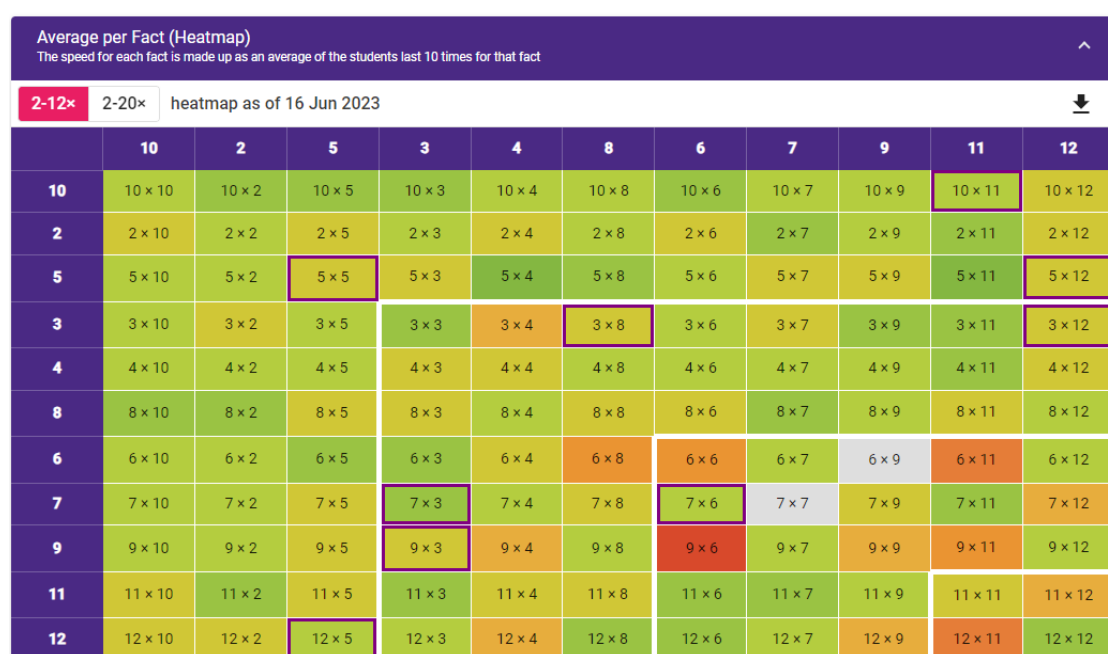 Average per Fact (Heatmap)
The speed for each fact is made up as an average of the students last 10 times for that fact
2-12× 2-20× heatmap as of 16 Jun 2023
10 2 5 3 4 8 6 7 9 11 12
10 10 × 10 10 × 2 10 × 5 10 × 3 10 × 4 10 × 8 10 × 6 10 × 7 10 × 9 10 × 11 10 × 12
2 2 × 10 2 × 2 2 × 5 2 × 3 2 × 4 2 × 8 2 × 6 2 × 7 2 × 9 2 × 11 2 × 12
5 5 × 10 5 × 2 5 × 5 5 × 3 5 × 4 5 × 8 5 × 6 5 × 7 5 × 9 5 × 11 5 × 12
3 3 × 10 3 × 2 3 × 5 3 × 3 3 × 4 3 × 8 3 × 6 3 × 7 3 × 9 3 × 11 3 × 12
4 4 × 10 4 × 2 4 × 5 4 × 3 4 × 4 4 × 8 4 × 6 4 × 7 4 × 9 4 × 11 4 × 12
8 8 × 10 8 × 2 8 × 5 8 × 3 8 × 4 8 × 8 8 × 6 8 × 7 8 × 9 8 × 11 8 × 12
6 6 × 10 6 × 2 6 × 5 6 × 3 6 × 4 6 × 8 6 × 6 6 × 7 6 × 9 6 × 11 6 × 12
7 7 × 10 7 × 2 7 × 5 7 × 3 7 × 4 7 × 8 7 × 6 7 × 7 7 × 9 7 × 11 7 × 12
9 9 × 10 9 × 2 9 × 5 9 × 3 9 × 4 9 × 8 9 × 6 9 × 7 9 × 9 9 × 11 9 × 12
11 11 × 10 11 × 2 11 × 5 11 × 3 11 × 4 11 × 8 11 × 6 11 × 7 11 × 9 11 × 11 11 × 12
12 12 × 10 12 × 2 12 × 5 12 × 3 12 × 4 12 × 8 12 × 6 12 × 7 12 × 9 12 × 11 12 × 12